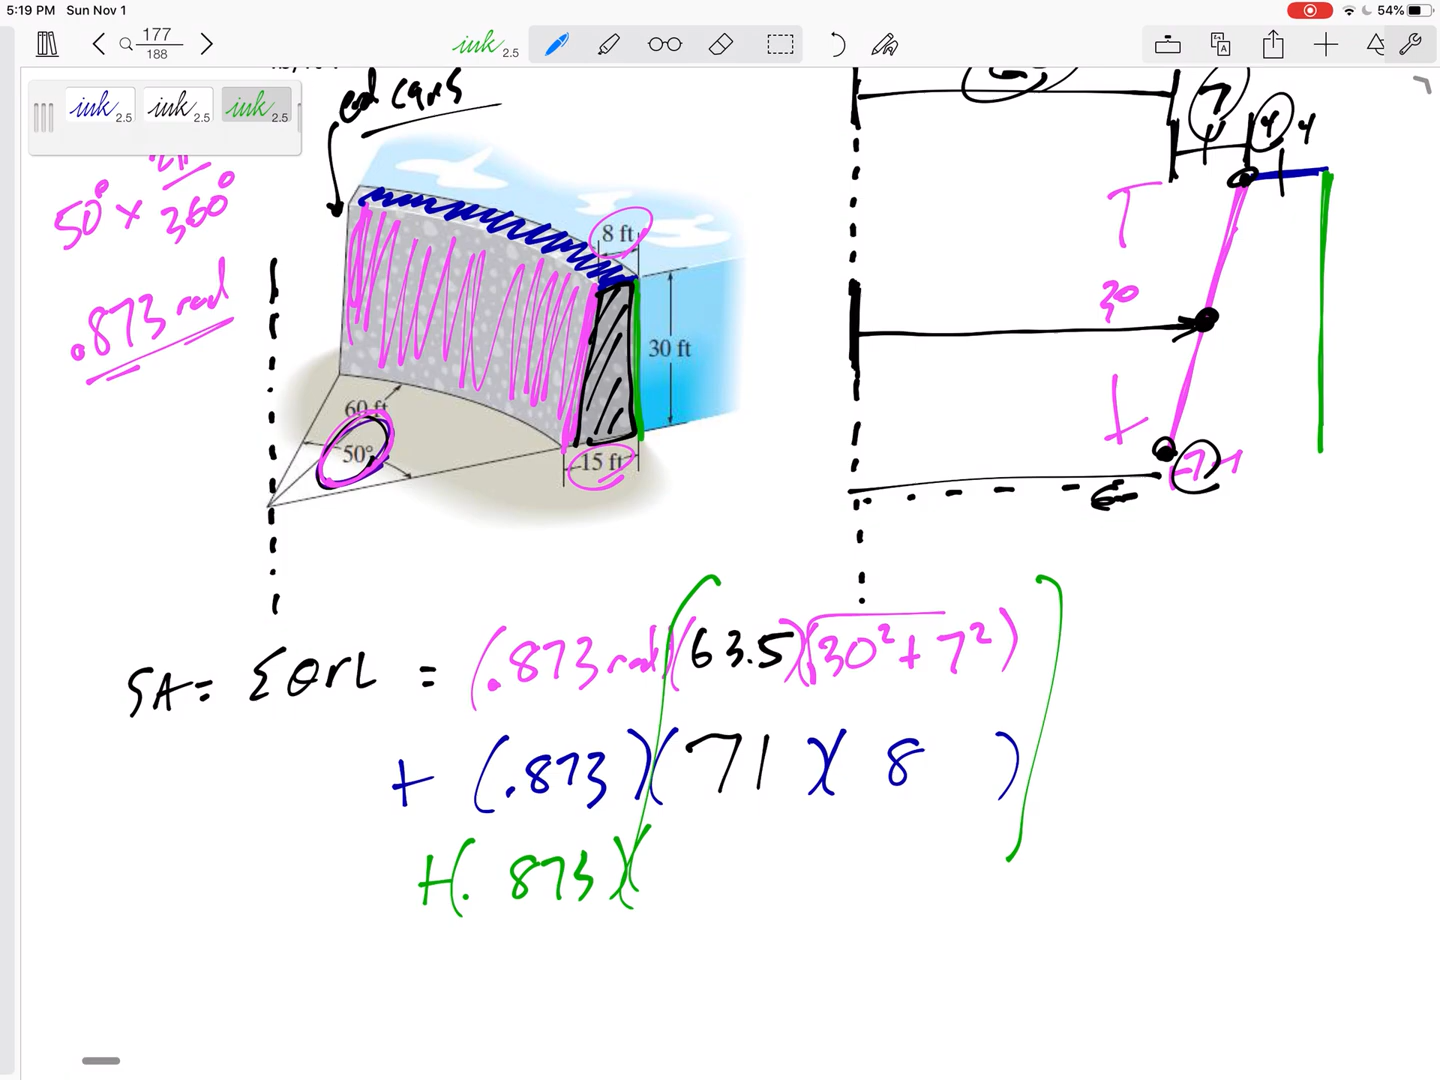 5:19 PM Sun Nov 1
54%
177
188
ink 2.5
ink 2.5
ink 2.5
ink 2.5
end caps
50° x 2π
360°
.873 rad
8 ft
30 ft
60 ft
50°
15 ft
7
4 4
30
7
SA = ΣθrL = (.873 rad)(63.5)(√30²+7²)
+ (.873)(71)(8)
+(.873)(